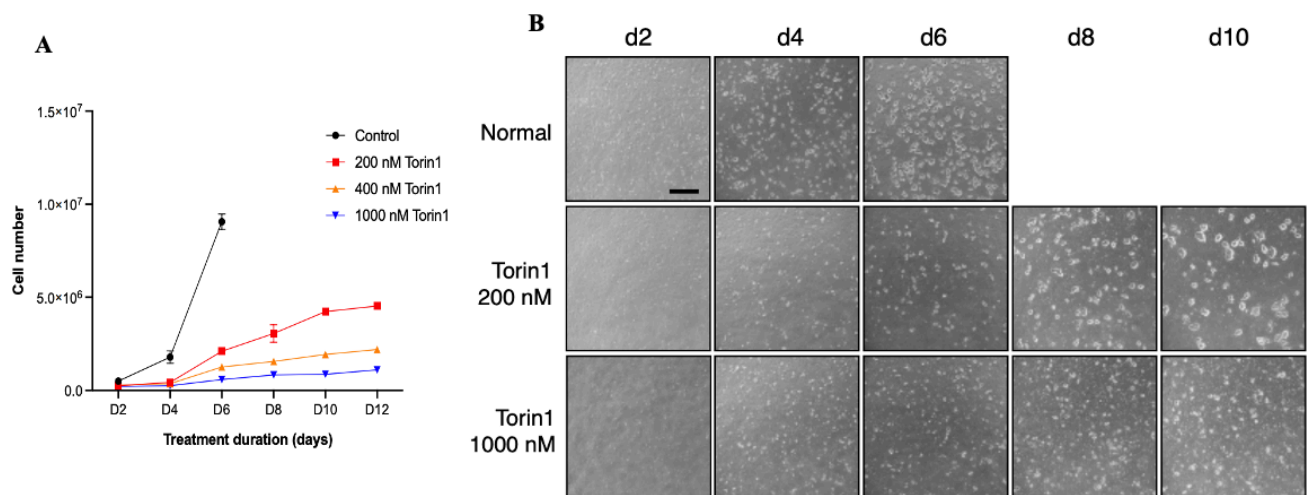 A
1.5×10⁷
1.0×10⁷
5.0×10⁶
0.0
Cell number
Control
200 nM Torin1
400 nM Torin1
1000 nM Torin1
D2 D4 D6 D8 D10 D12
Treatment duration (days)
B
d2 d4 d6 d8 d10
Normal
Torin1
200 nM
Torin1
1000 nM